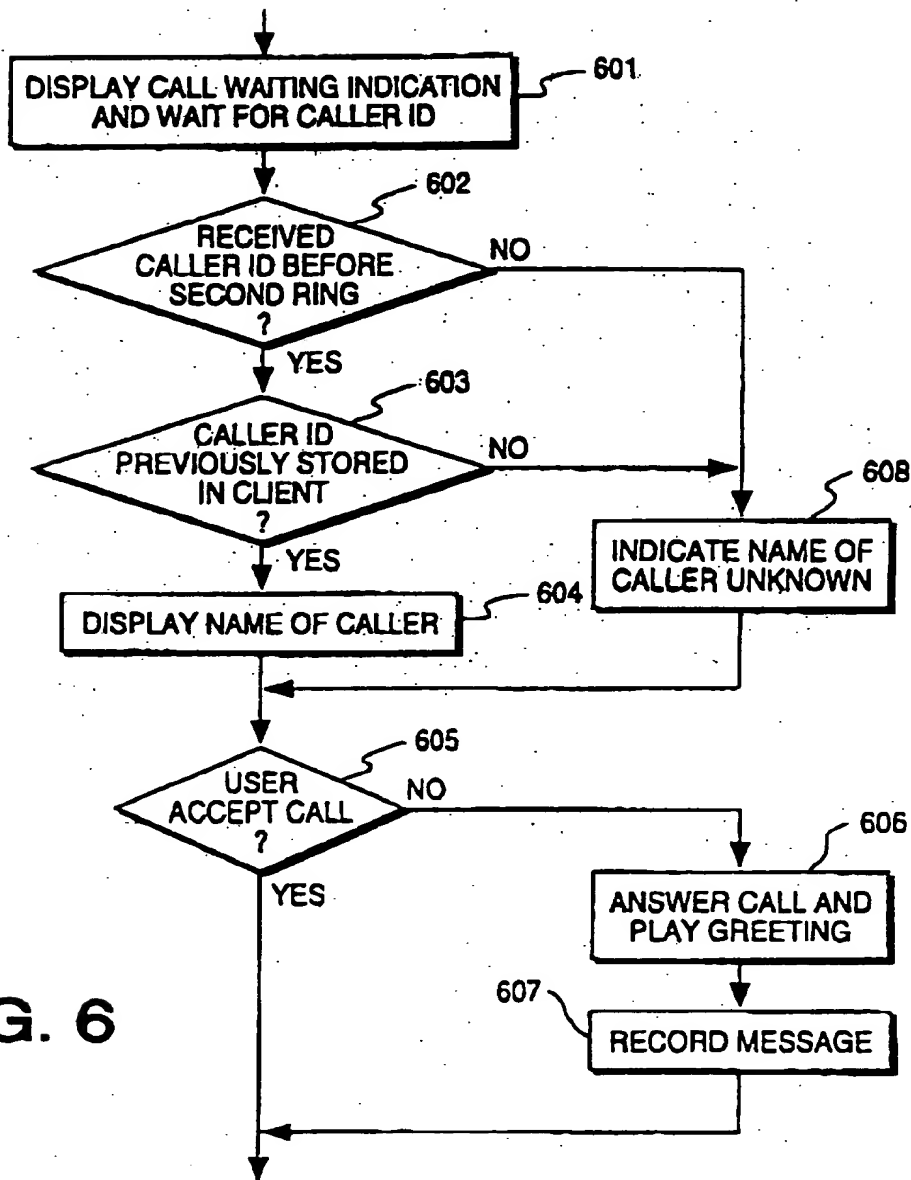 DISPLAY CALL WAITING INDICATION
AND WAIT FOR CALLER ID
601
602
RECEIVED
CALLER ID BEFORE
SECOND RING
?
NO
YES
603
CALLER ID
PREVIOUSLY STORED
IN CLIENT
?
NO
YES
608
INDICATE NAME OF
CALLER UNKNOWN
604
DISPLAY NAME OF CALLER
605
USER
ACCEPT CALL
?
NO
YES
606
ANSWER CALL AND
PLAY GREETING
607
RECORD MESSAGE
G. 6